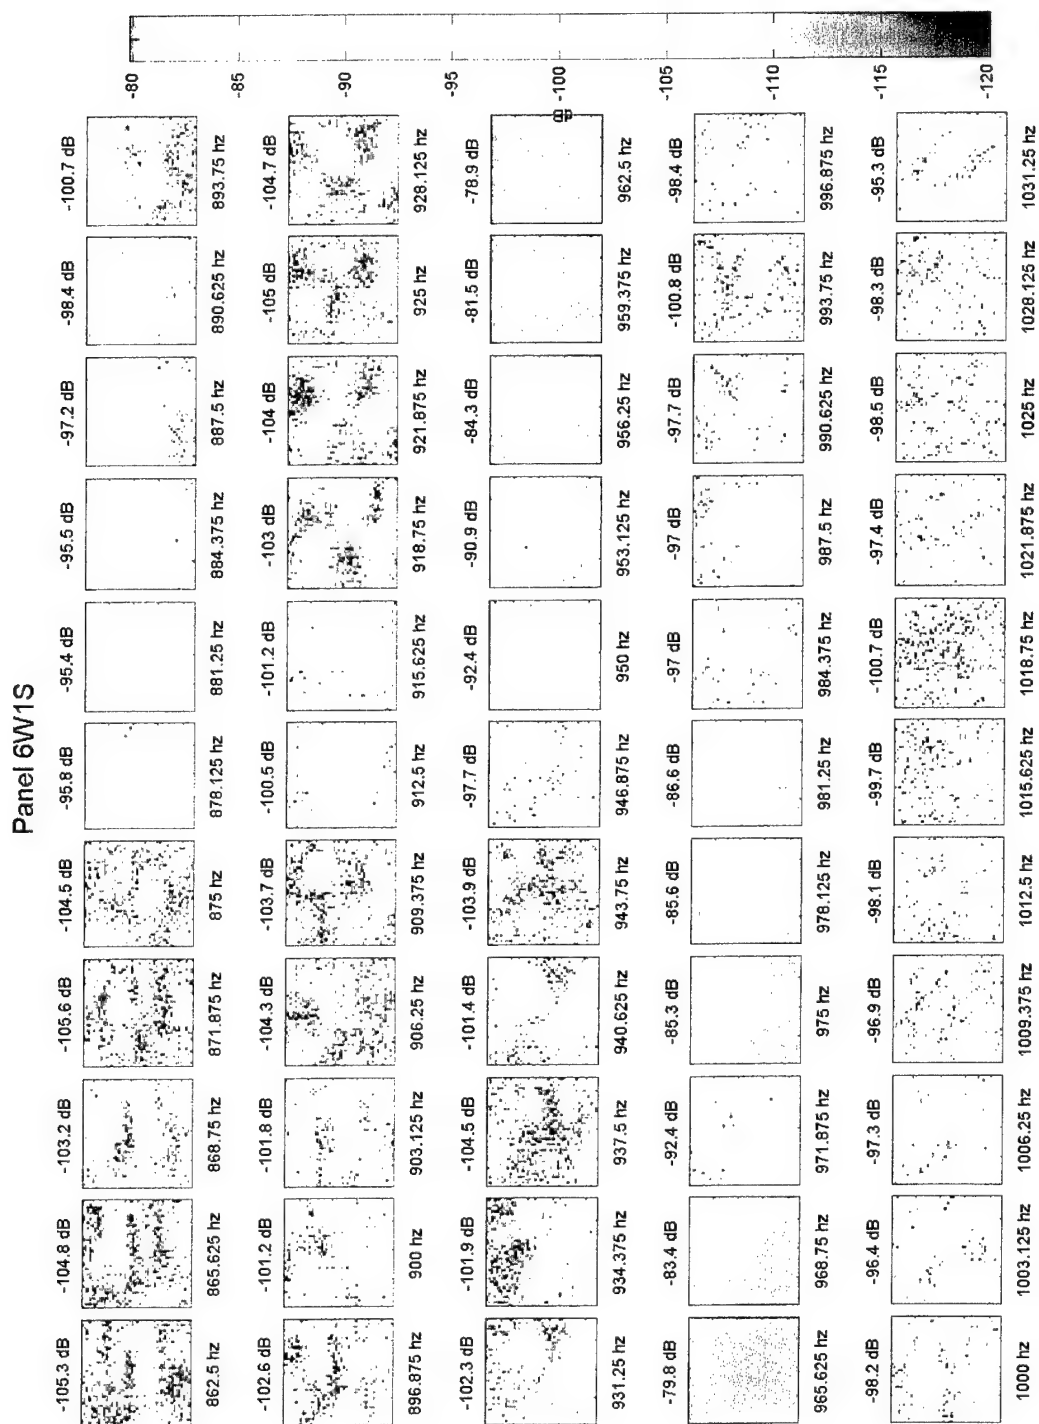 Panel 6W1S
-105.3 dB -104.8 dB -103.2 dB -105.6 dB -104.5 dB -95.8 dB -95.4 dB -95.5 dB -97.2 dB -98.4 dB -100.7 dB
862.5 hz 865.625 hz 868.75 hz 871.875 hz 875 hz 878.125 hz 881.25 hz 884.375 hz 887.5 hz 890.625 hz 893.75 hz
-102.6 dB -101.2 dB -101.8 dB -104.3 dB -103.7 dB -100.5 dB -101.2 dB -103 dB -104 dB -105 dB -104.7 dB
896.875 hz 900 hz 903.125 hz 906.25 hz 909.375 hz 912.5 hz 915.625 hz 918.75 hz 921.875 hz 925 hz 928.125 hz
-102.3 dB -101.9 dB -104.5 dB -101.4 dB -103.9 dB -97.7 dB -92.4 dB -90.9 dB -84.3 dB -81.5 dB -78.9 dB
931.25 hz 934.375 hz 937.5 hz 940.625 hz 943.75 hz 946.875 hz 950 hz 953.125 hz 956.25 hz 959.375 hz 962.5 hz
-79.8 dB -83.4 dB -92.4 dB -85.3 dB -85.6 dB -86.6 dB -97 dB -97 dB -97.7 dB -100.8 dB -98.4 dB
965.625 hz 968.75 hz 971.875 hz 975 hz 978.125 hz 981.25 hz 984.375 hz 987.5 hz 990.625 hz 993.75 hz 996.875 hz
-98.2 dB -96.4 dB -97.3 dB -96.9 dB -98.1 dB -99.7 dB -100.7 dB -97.4 dB -98.5 dB -98.3 dB -95.3 dB
1000 hz 1003.125 hz 1006.25 hz 1009.375 hz 1012.5 hz 1015.625 hz 1018.75 hz 1021.875 hz 1025 hz 1028.125 hz 1031.25 hz
-80
-85
-90
-95
-100
dB
-105
-110
-115
-120